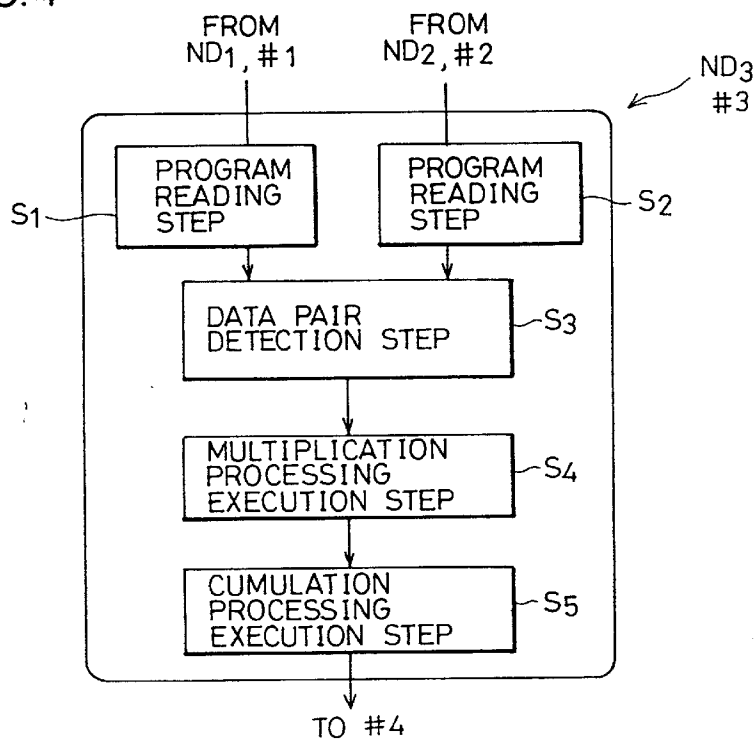 FROM
ND1, #1
FROM
ND2, #2
ND3
#3
PROGRAM
READING
STEP
S1
PROGRAM
READING
STEP
S2
DATA PAIR
DETECTION STEP
S3
MULTIPLICATION
PROCESSING
EXECUTION STEP
S4
CUMULATION
PROCESSING
EXECUTION STEP
S5
TO #4